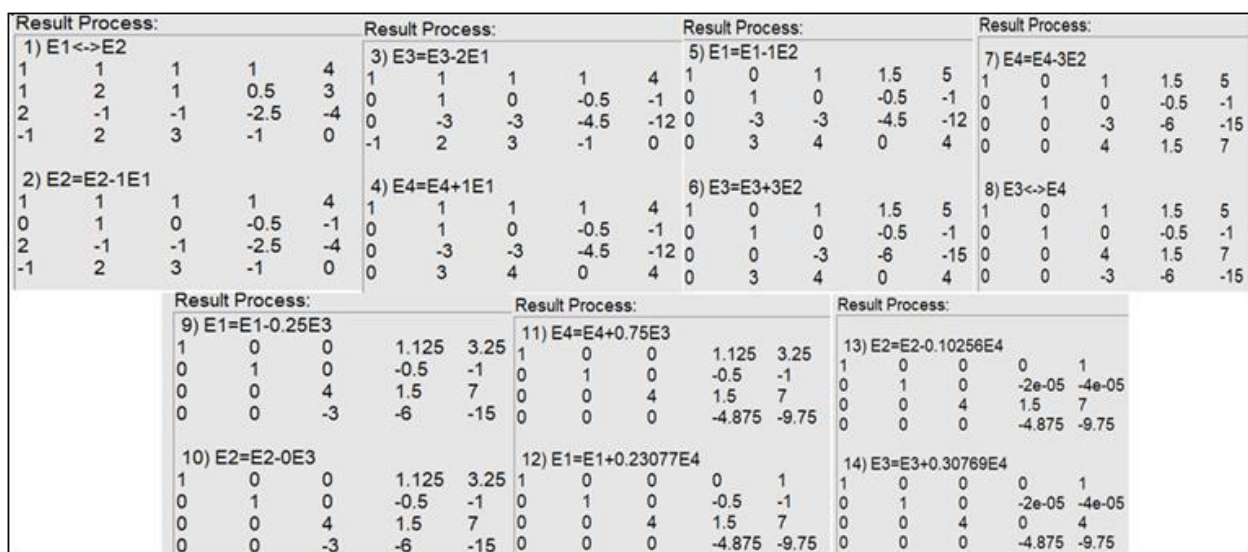 Result Process:
1) E1<->E2
1 1 1 1 4
1 2 1 0.5 3
2 -1 -1 -2.5 -4
-1 2 3 -1 0
2) E2=E2-1E1
1 1 1 1 4
0 1 0 -0.5 -1
2 -1 -1 -2.5 -4
-1 2 3 -1 0
Result Process:
3) E3=E3-2E1
1 1 1 1 4
0 1 0 -0.5 -1
0 -3 -3 -4.5 -12
-1 2 3 -1 0
4) E4=E4+1E1
1 1 1 1 4
0 1 0 -0.5 -1
0 -3 -3 -4.5 -12
0 3 4 0 4
Result Process:
5) E1=E1-1E2
1 0 1 1.5 5
0 1 0 -0.5 -1
0 -3 -3 -4.5 -12
0 3 4 0 4
6) E3=E3+3E2
1 0 1 1.5 5
0 1 0 -0.5 -1
0 0 -3 -6 -15
0 3 4 0 4
Result Process:
7) E4=E4-3E2
1 0 1 1.5 5
0 1 0 -0.5 -1
0 0 -3 -6 -15
0 0 4 1.5 7
8) E3<->E4
1 0 1 1.5 5
0 1 0 -0.5 -1
0 0 4 1.5 7
0 0 -3 -6 -15
Result Process:
9) E1=E1-0.25E3
1 0 0 1.125 3.25
0 1 0 -0.5 -1
0 0 4 1.5 7
0 0 -3 -6 -15
10) E2=E2-0E3
1 0 0 1.125 3.25
0 1 0 -0.5 -1
0 0 4 1.5 7
0 0 -3 -6 -15
Result Process:
11) E4=E4+0.75E3
1 0 0 1.125 3.25
0 1 0 -0.5 -1
0 0 4 1.5 7
0 0 0 -4.875 -9.75
12) E1=E1+0.23077E4
1 0 0 0 1
0 1 0 -0.5 -1
0 0 4 1.5 7
0 0 0 -4.875 -9.75
Result Process:
13) E2=E2-0.10256E4
1 0 0 0 1
0 1 0 -2e-05 -4e-05
0 0 4 1.5 7
0 0 0 -4.875 -9.75
14) E3=E3+0.30769E4
1 0 0 0 1
0 1 0 -2e-05 -4e-05
0 0 4 0 4
0 0 0 -4.875 -9.75